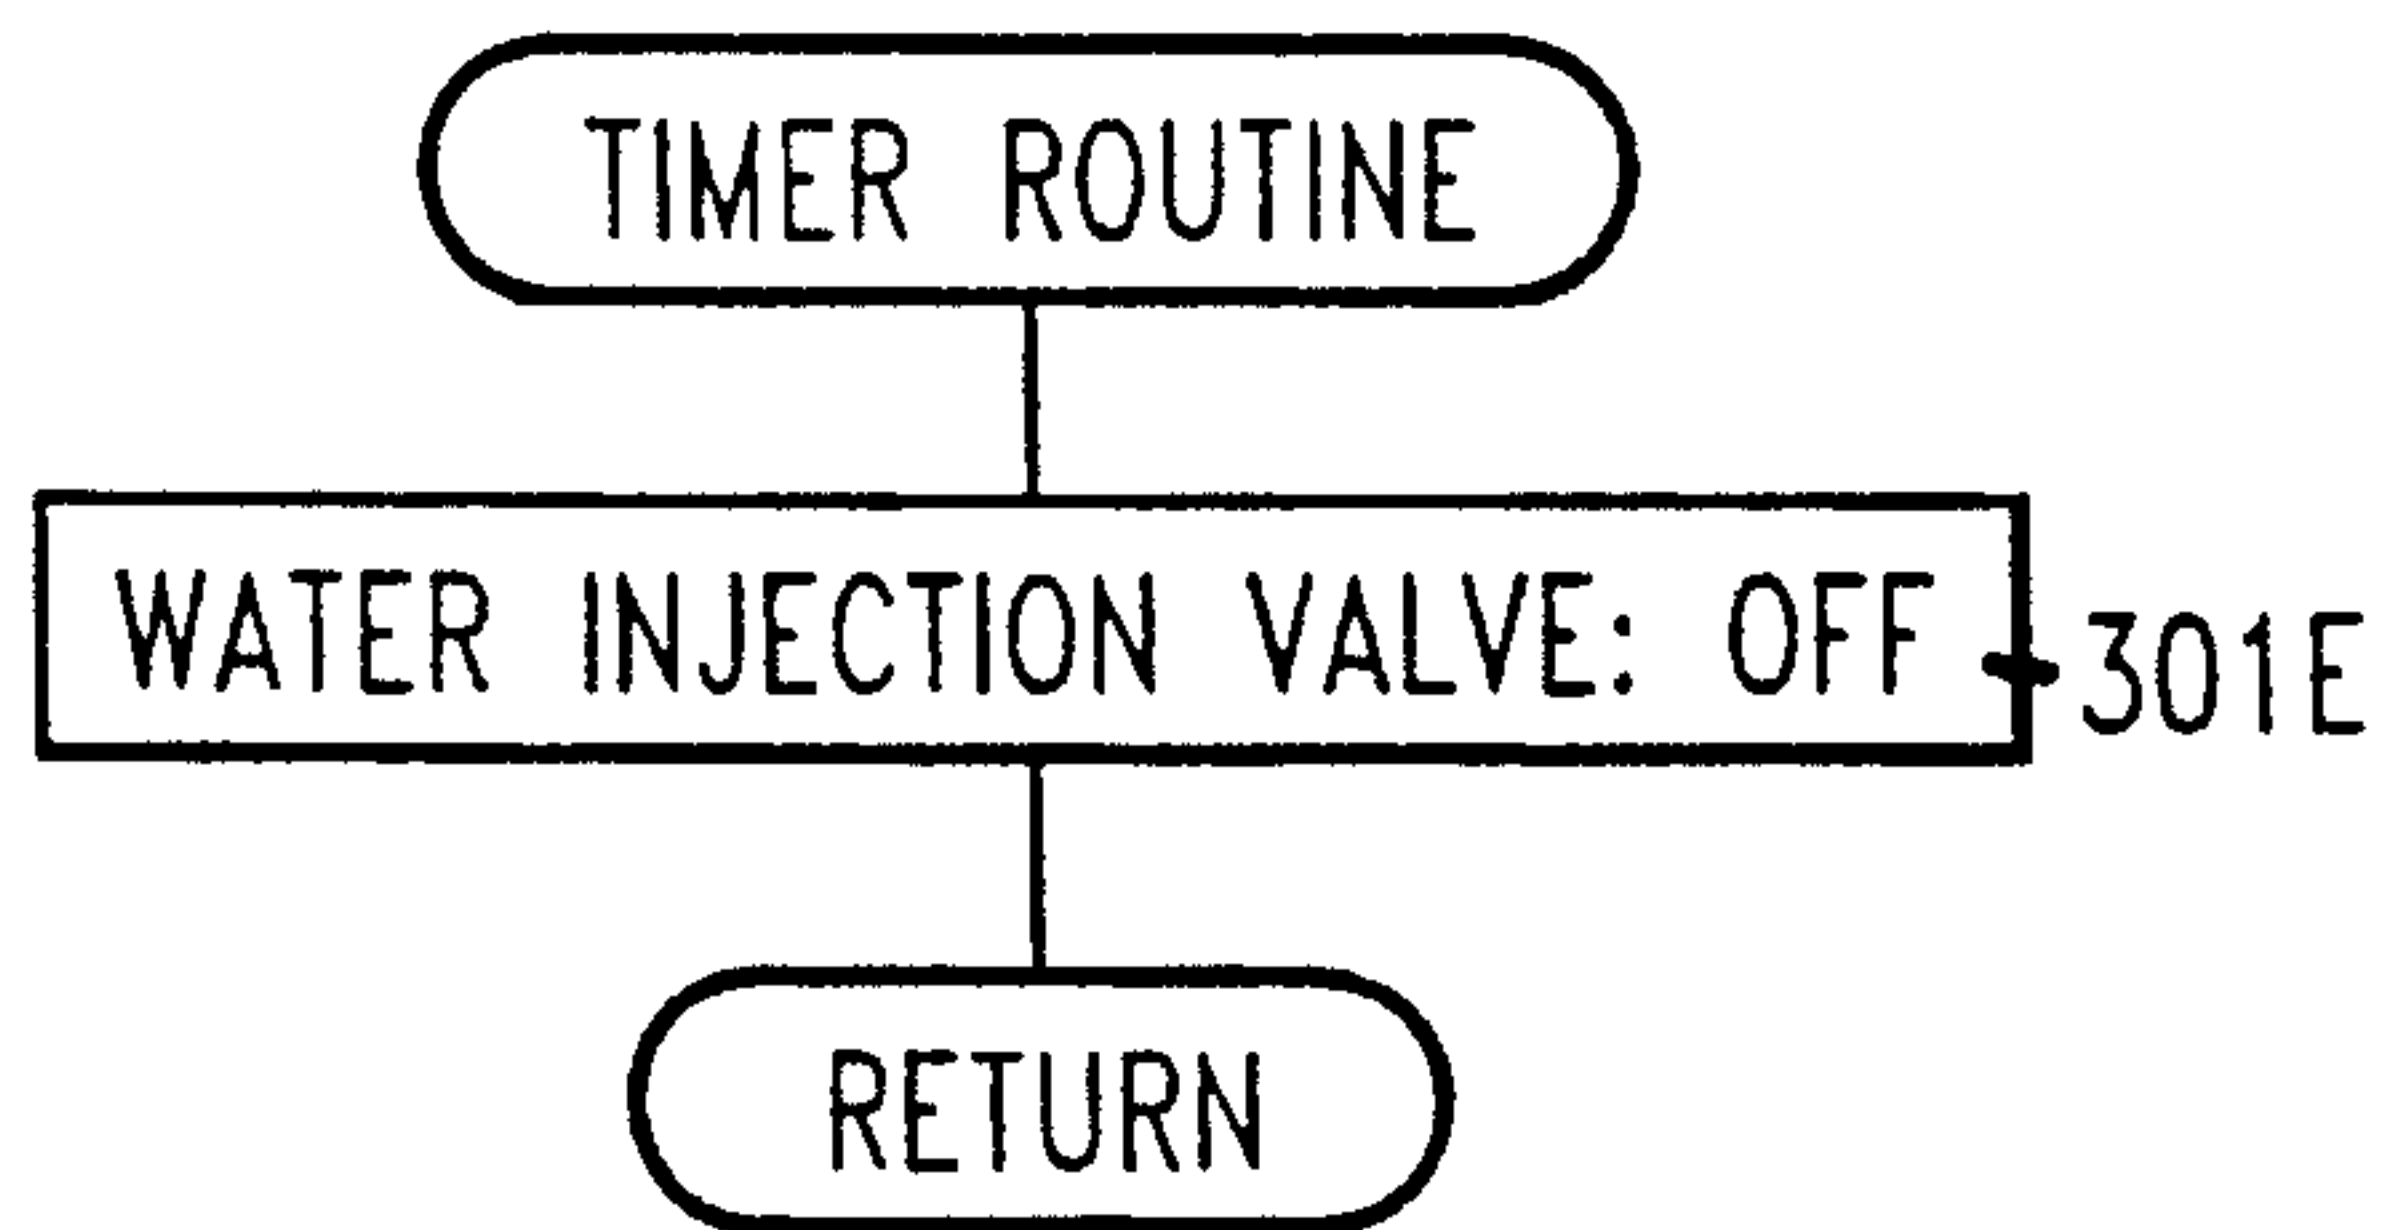 TIMER ROUTINE
WATER INJECTION VALVE: OFF
301E
RETURN